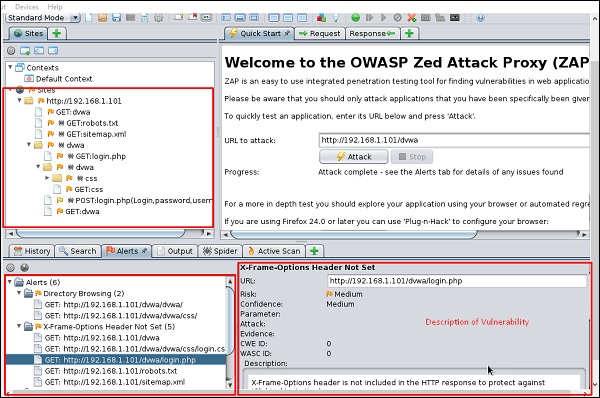 Devices Help
Standard Mode
Sites
Quick Start
Request
Response
Contexts
Default Context
Sites
http://192.168.1.101
GET:dvwa
GET:robots.txt
GET:sitemap.xml
dvwa
GET:login.php
dvwa
css
GET:css
POST:login.php(Login,password,usern
GET:dvwa
Welcome to the OWASP Zed Attack Proxy (ZAP
ZAP is an easy to use integrated penetration testing tool for finding vulnerabilities in web applicatio
Please be aware that you should only attack applications that you have been specifically been given
To quickly test an application, enter its URL below and press 'Attack'.
URL to attack:
http://192.168.1.101/dvwa
Attack
Stop
Progress:
Attack complete - see the Alerts tab for details of any issues found
For a more in depth test you should explore your application using your browser or automated regre
If you are using Firefox 24.0 or later you can use 'Plug-n-Hack' to configure your browser:
History
Search
Alerts
Output
Spider
Active Scan
Alerts (6)
Directory Browsing (2)
GET: http://192.168.1.101/dvwa/dvwa/
GET: http://192.168.1.101/dvwa/dvwa/css/
X-Frame-Options Header Not Set (5)
GET: http://192.168.1.101/dvwa
GET: http://192.168.1.101/dvwa/dvwa/css/login.cs
GET: http://192.168.1.101/dvwa/login.php
GET: http://192.168.1.101/robots.txt
GET: http://192.168.1.101/sitemap.xml
X-Frame-Options Header Not Set
URL:
http://192.168.1.101/dvwa/login.php
Risk:
Medium
Confidence:
Medium
Parameter:
Attack:
Description of Vulnerability
Evidence:
CWE ID:
0
WASC ID:
0
Description:
X-Frame-Options header is not included in the HTTP response to protect against